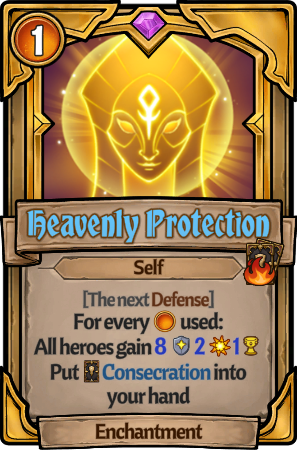 1
Heavenly Protection
Self
[The next Defense]
For every used:
All heroes gain 8 2 1
Put Consecration into
your hand
Enchantment